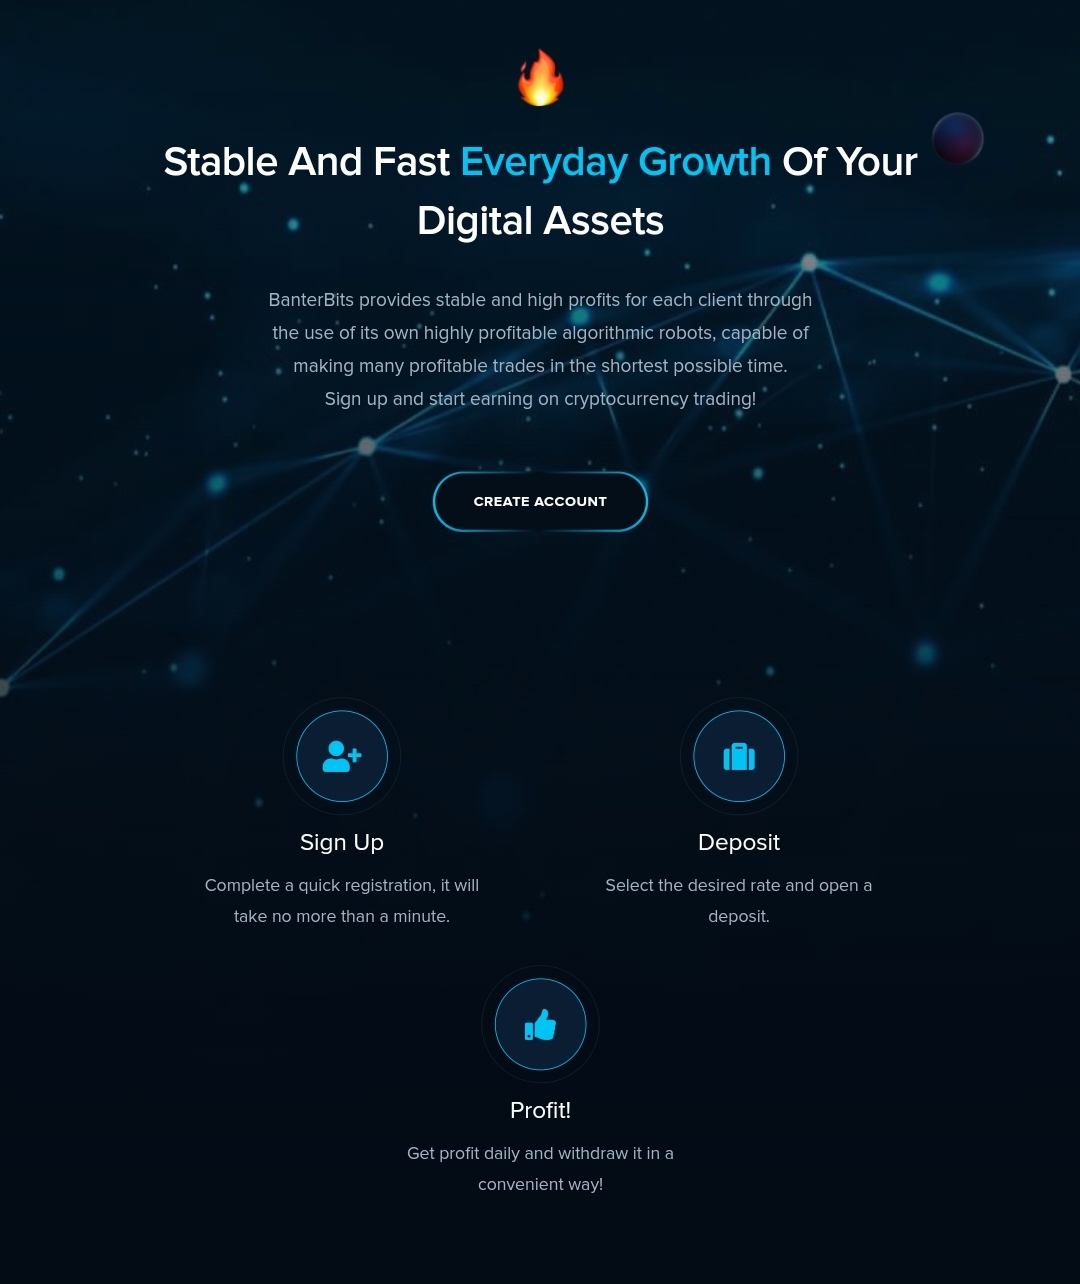 Stable And Fast Everyday Growth Of Your
Digital Assets
BanterBits provides stable and high profits for each client through
the use of its own highly profitable algorithmic robots, capable of
making many profitable trades in the shortest possible time.
Sign up and start earning on cryptocurrency trading!
CREATE ACCOUNT
Sign Up
Complete a quick registration, it will
take no more than a minute.
Deposit
Select the desired rate and open a
deposit.
Profit!
Get profit daily and withdraw it in a
convenient way!